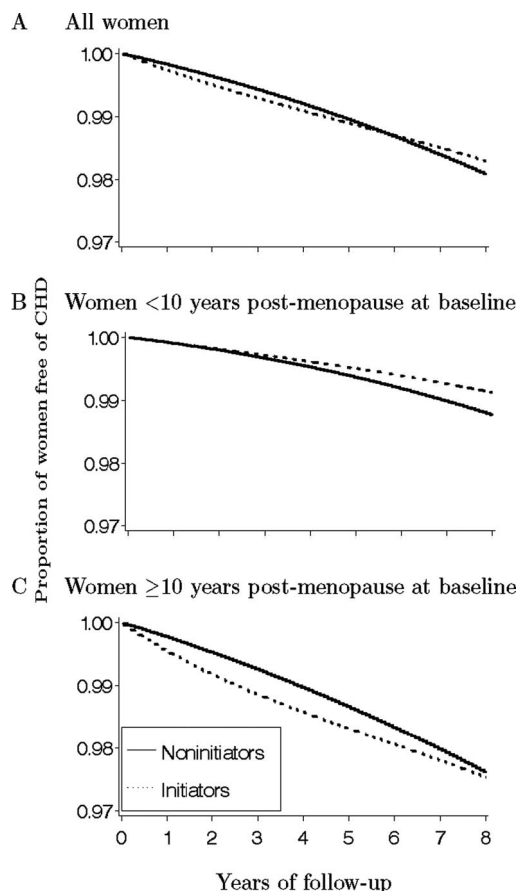 A All women
1.00
0.99
0.98
0.97
Proportion of women free of CHD
B Women <10 years post-menopause at baseline
1.00
0.99
0.98
0.97
C Women ≥10 years post-menopause at baseline
1.00
0.99
0.98
0.97
Noninitiators
Initiators
0 1 2 3 4 5 6 7 8
Years of follow-up